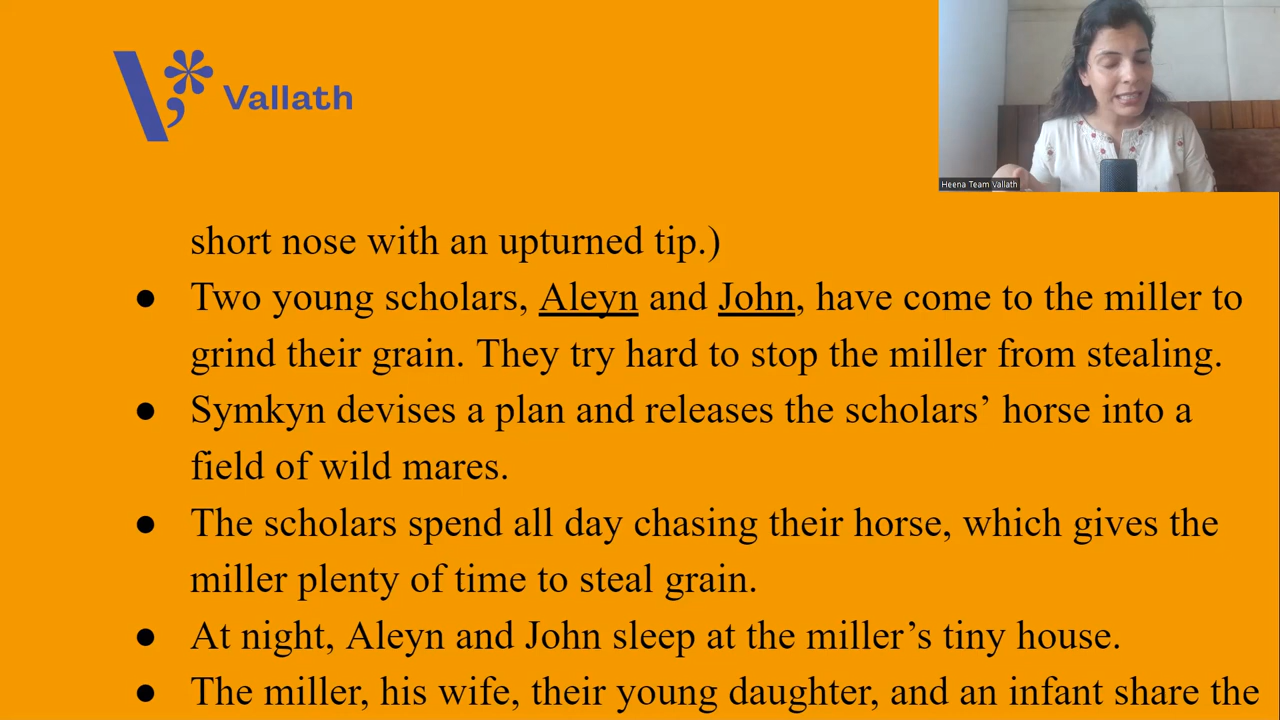 Vallath
Heena Team Vallath
short nose with an upturned tip.)
● Two young scholars, Aleyn and John, have come to the miller to
grind their grain. They try hard to stop the miller from stealing.
● Symkyn devises a plan and releases the scholars’ horse into a
field of wild mares.
● The scholars spend all day chasing their horse, which gives the
miller plenty of time to steal grain.
● At night, Aleyn and John sleep at the miller’s tiny house.
● The miller, his wife, their young daughter, and an infant share the